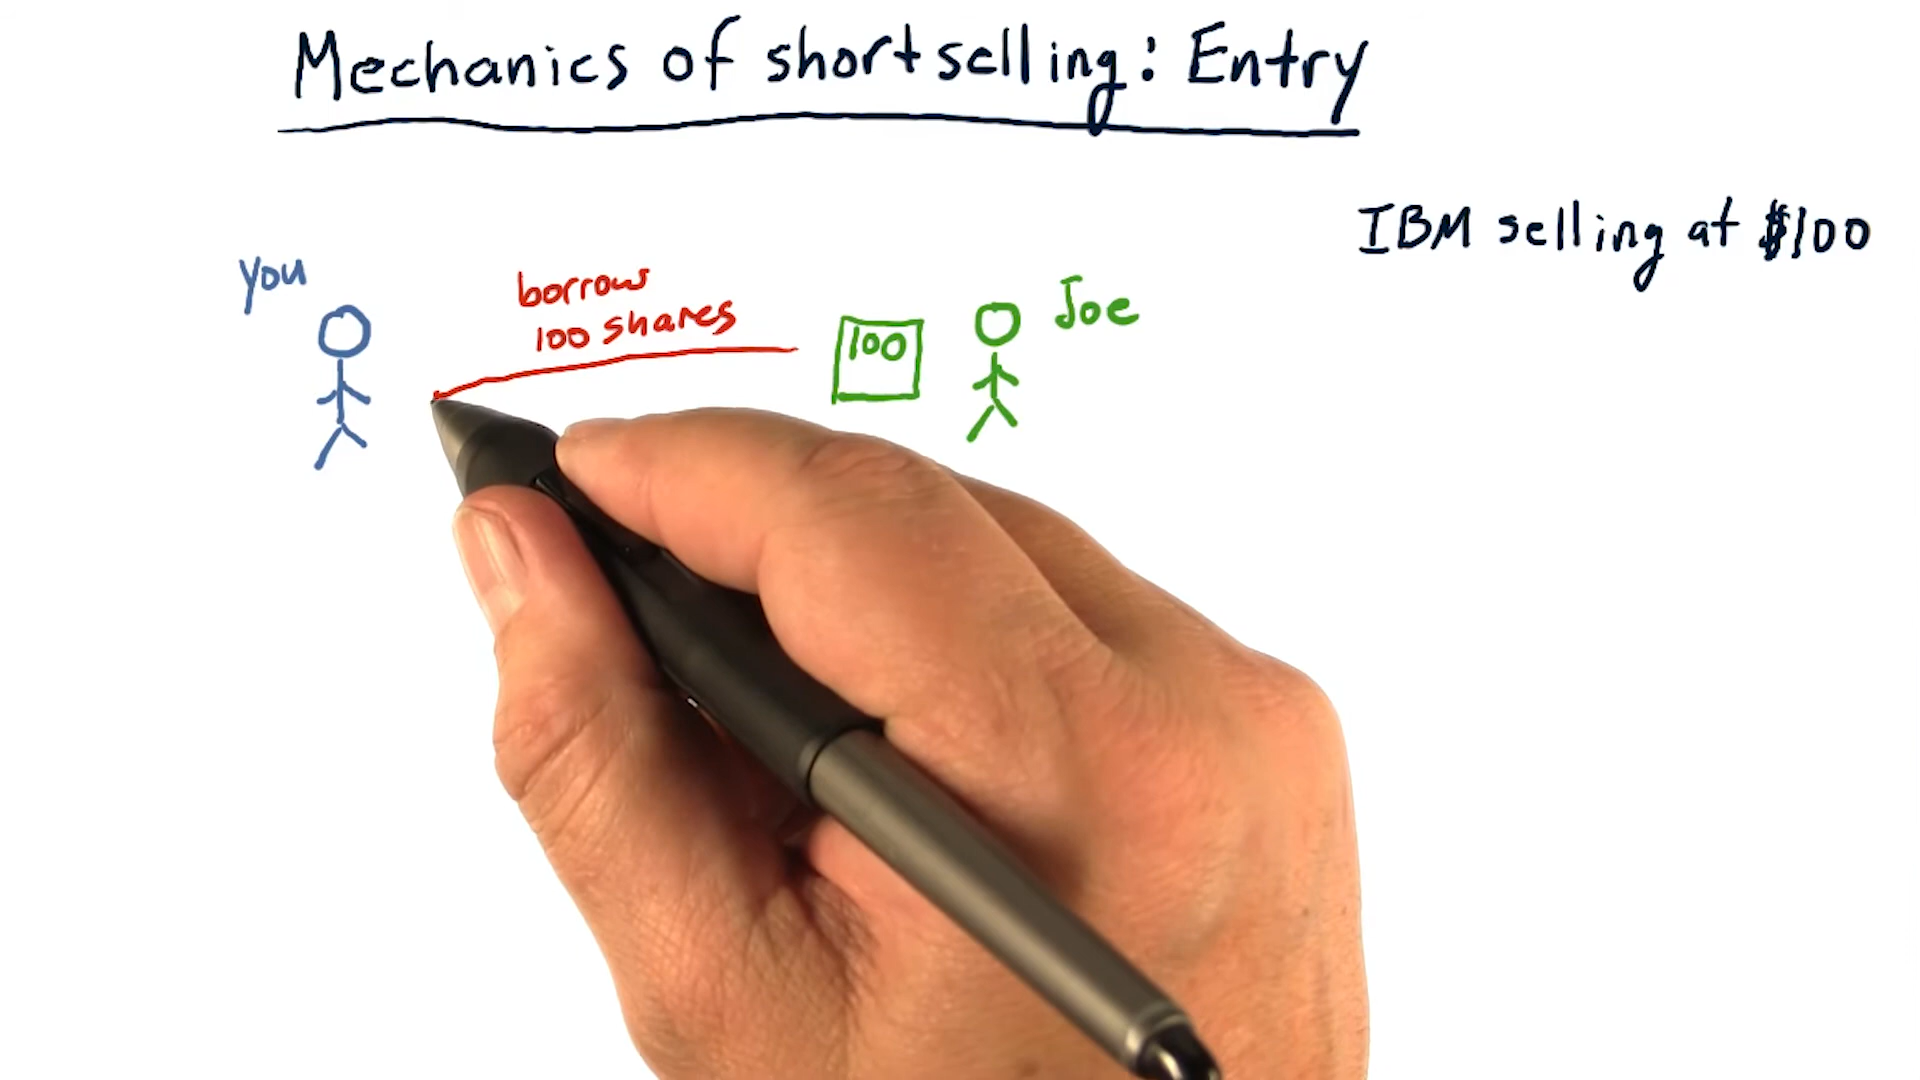 Mechanics of short selling: Entry
IBM selling at $100
you
borrow
100 shares
100
Joe